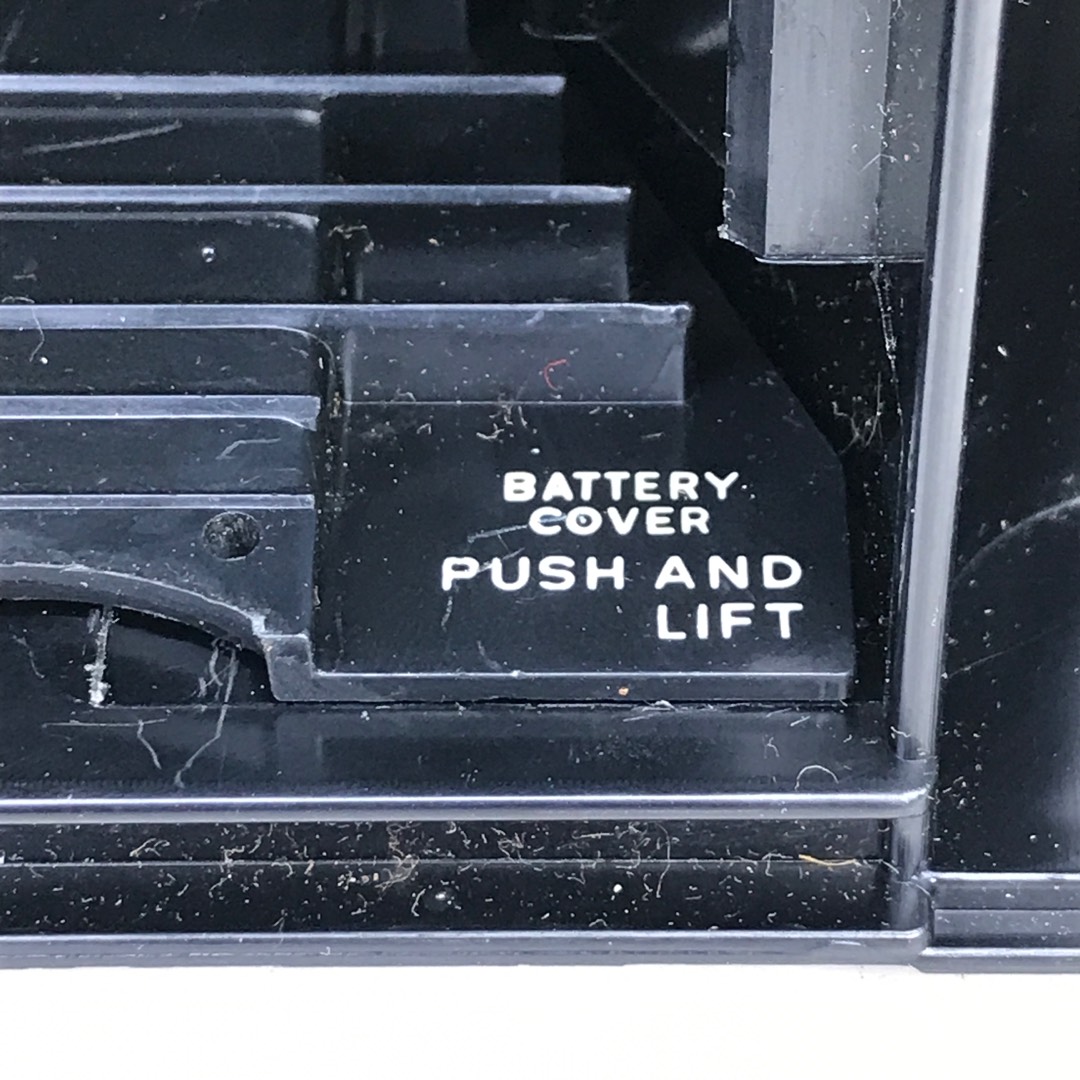 BATTERY
COVER
PUSH AND
LIFT